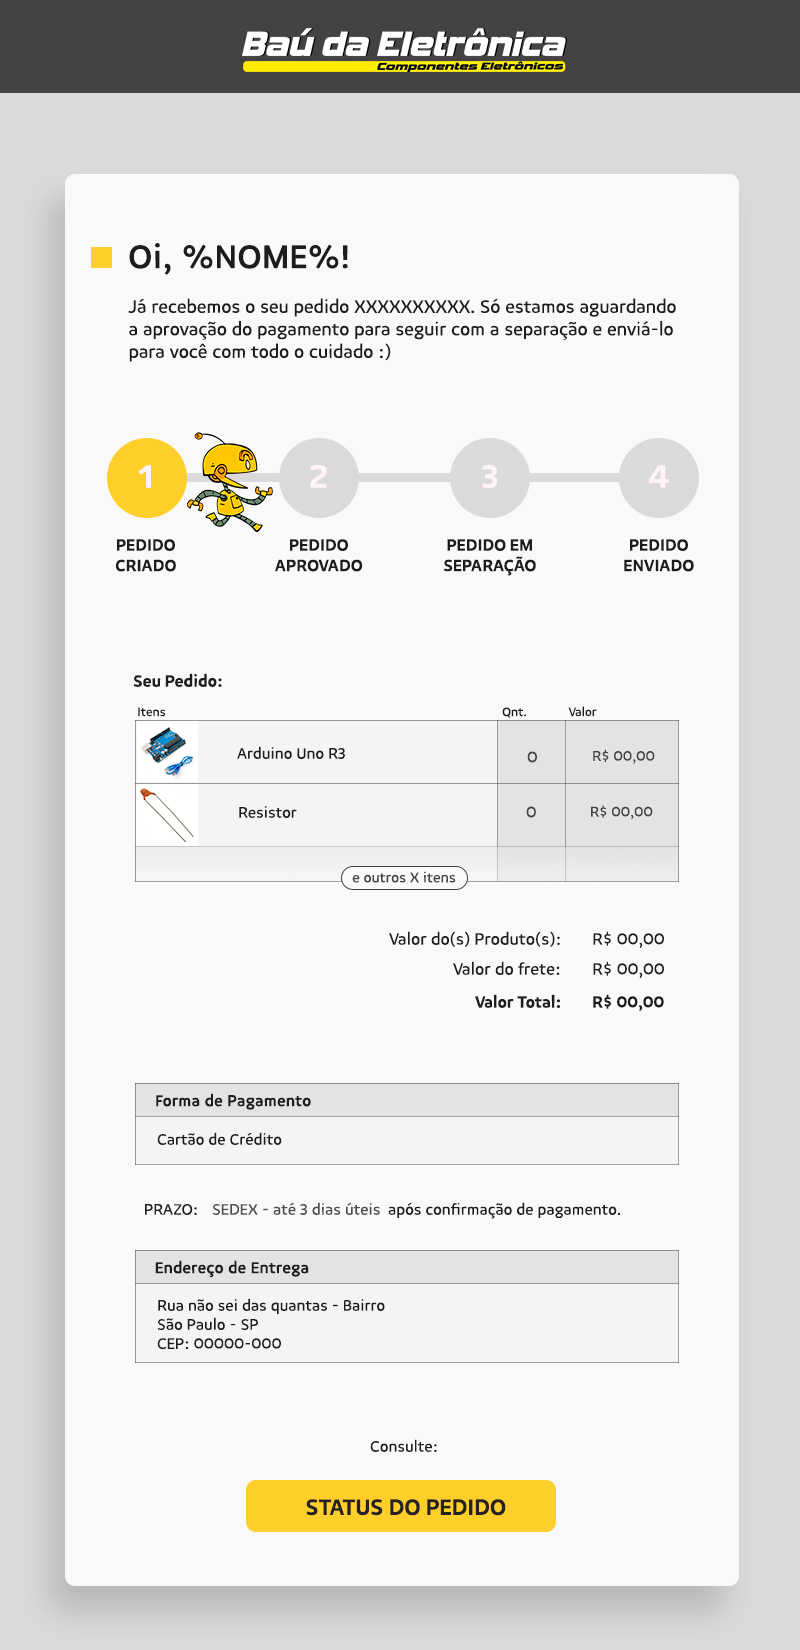 Baú da Eletrônica
Componentes Eletrônicos
Oi, %NOME%!
Já recebemos o seu pedido XXXXXXXXXX. Só estamos aguardando
a aprovação do pagamento para seguir com a separação e enviá-lo
para você com todo o cuidado :)
1
2
3
4
PEDIDO
CRIADO
PEDIDO
APROVADO
PEDIDO EM
SEPARAÇÃO
PEDIDO
ENVIADO
Seu Pedido:
Itens Qnt. Valor
Arduino Uno R3 0 R$ 00,00
Resistor 0 R$ 00,00
e outros X itens
Valor do(s) Produto(s): R$ 00,00
Valor do frete: R$ 00,00
Valor Total: R$ 00,00
Forma de Pagamento
Cartão de Crédito
PRAZO: SEDEX - até 3 dias úteis após confirmação de pagamento.
Endereço de Entrega
Rua não sei das quantas - Bairro
São Paulo - SP
CEP: 00000-000
Consulte:
STATUS DO PEDIDO